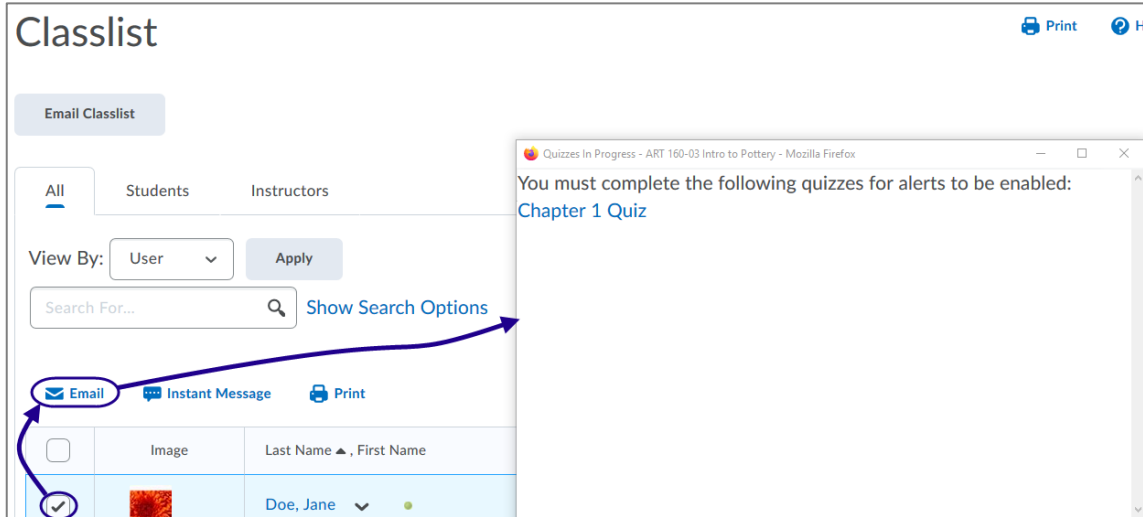 Classlist
Print
H
Email Classlist
Quizzes In Progress - ART 160-03 Intro to Pottery - Mozilla Firefox
You must complete the following quizzes for alerts to be enabled:
Chapter 1 Quiz
All Students Instructors
View By: User Apply
Search For... Show Search Options
Email Instant Message Print
Image Last Name ▲ , First Name
Doe, Jane